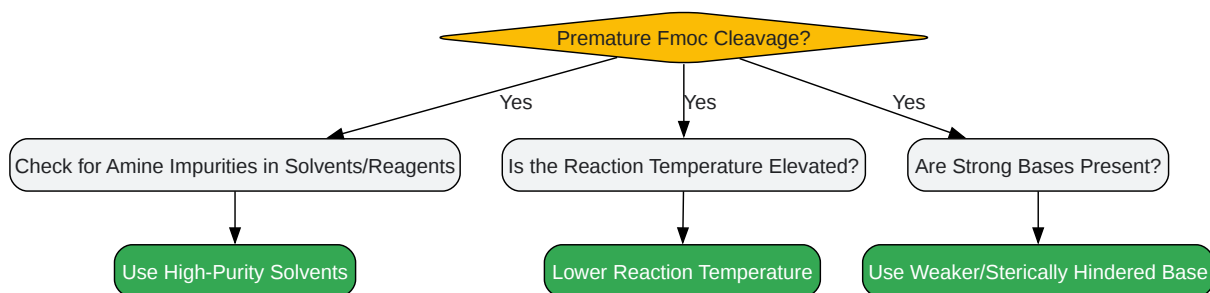 Premature Fmoc Cleavage?
Yes
Yes
Yes
Check for Amine Impurities in Solvents/Reagents
Is the Reaction Temperature Elevated?
Are Strong Bases Present?
Use High-Purity Solvents
Lower Reaction Temperature
Use Weaker/Sterically Hindered Base